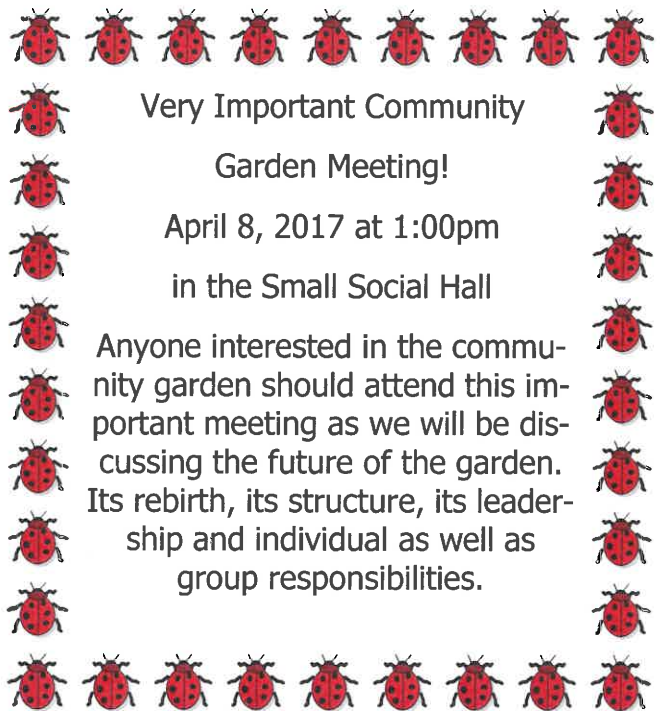 Very Important Community
Garden Meeting!
April 8, 2017 at 1:00pm
in the Small Social Hall
Anyone interested in the commu-
nity garden should attend this im-
portant meeting as we will be dis-
cussing the future of the garden.
Its rebirth, its structure, its leader-
ship and individual as well as
group responsibilities.